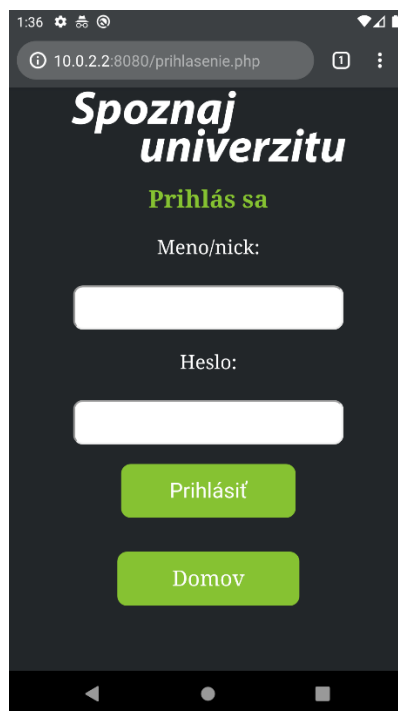 1:36
10.0.2.2:8080/prihlasenie.php
1
Spoznaj
univerzitu
Prihlás sa
Meno/nick:
Heslo:
Prihlásiť
Domov